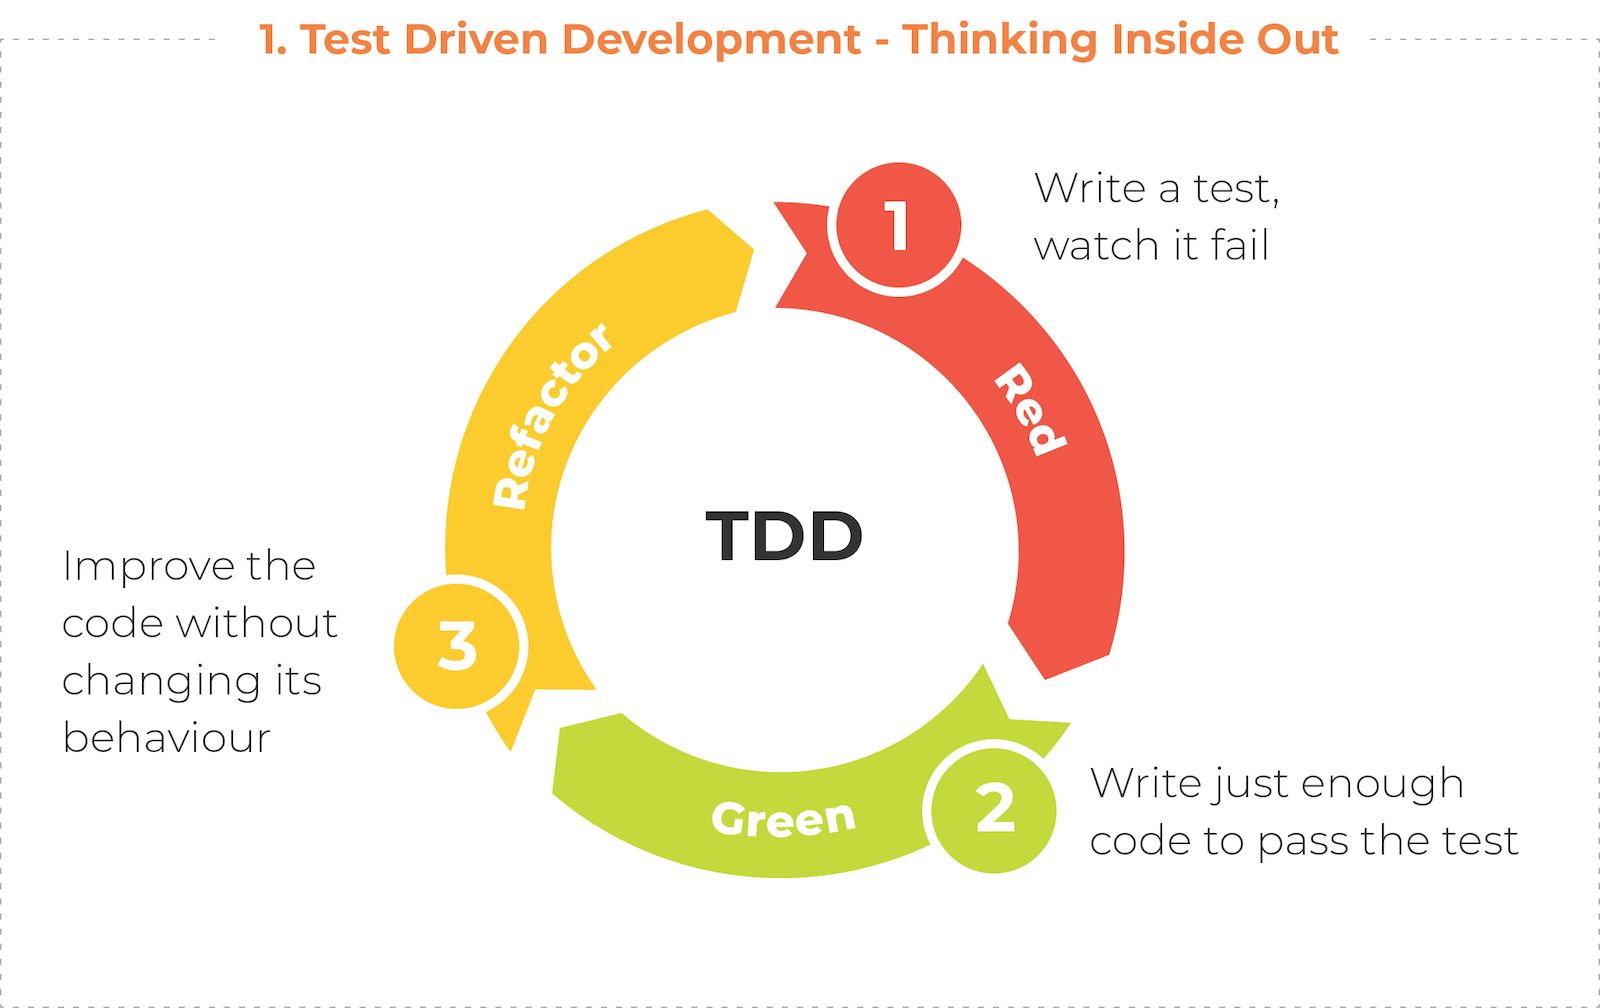 1. Test Driven Development - Thinking Inside Out
1
Write a test,
watch it fail
Red
Refactor
TDD
Improve the
code without
changing its
behaviour
3
2
Write just enough
code to pass the test
Green